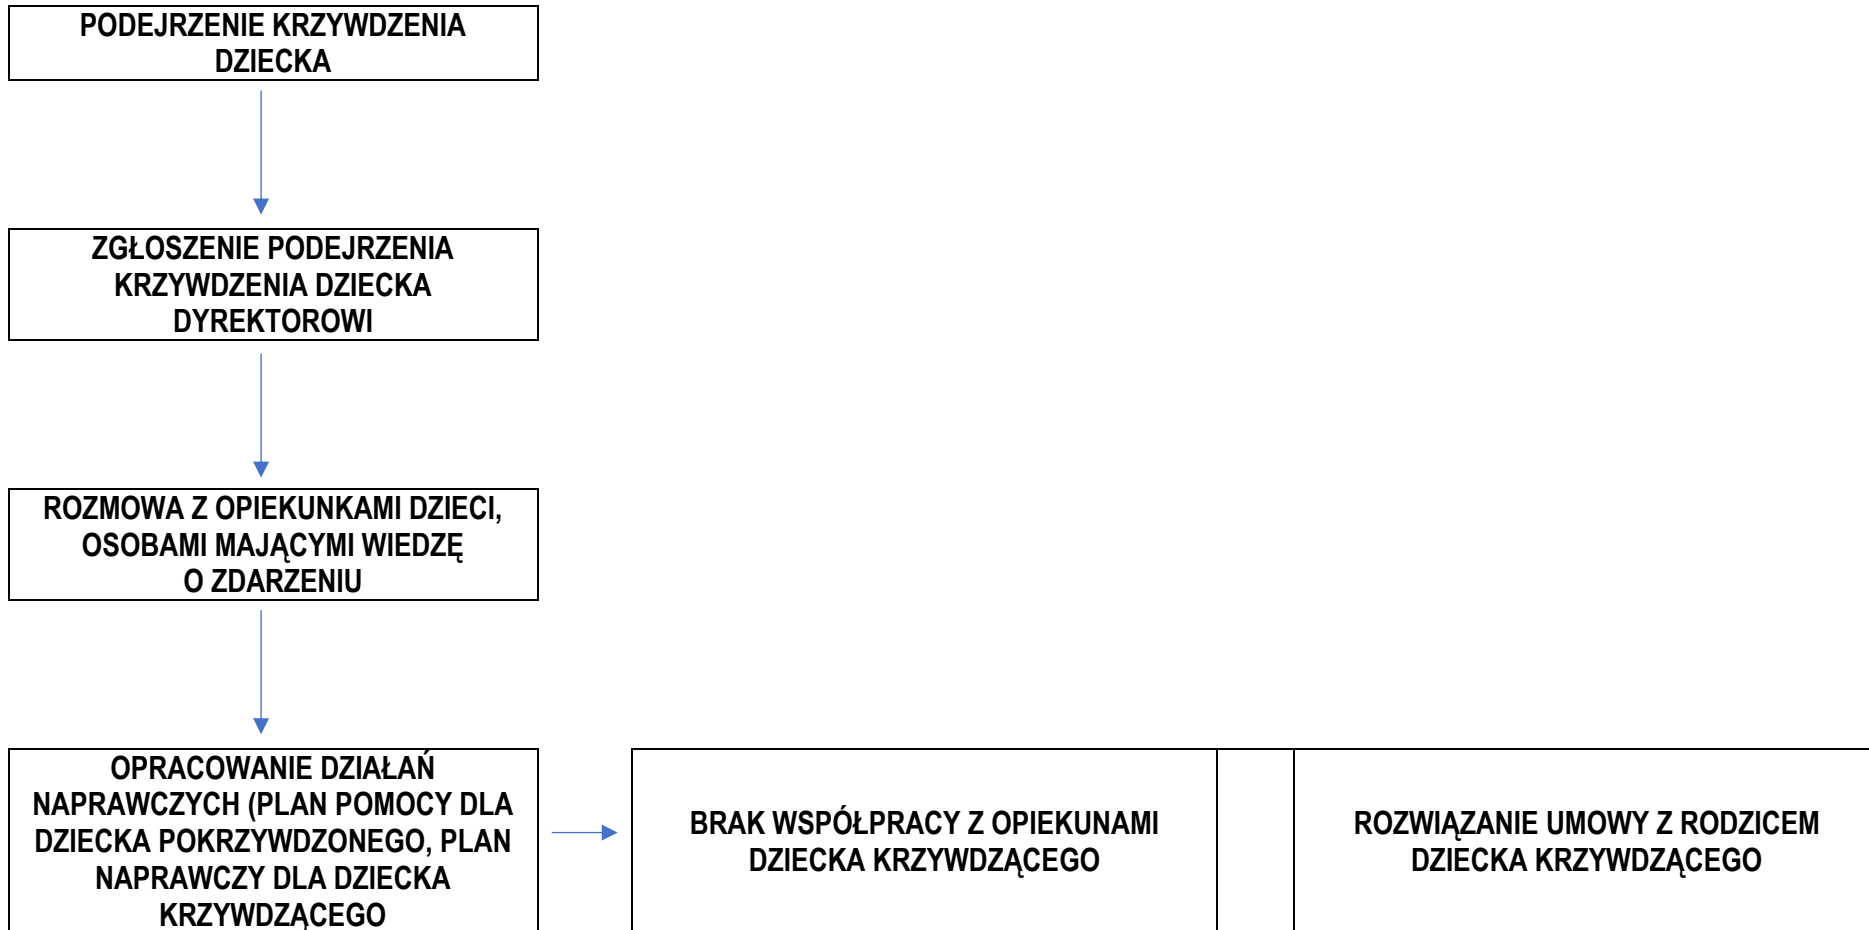 PODEJRZENIE KRZYWDZENIA
DZIECKA
ZGŁOSZENIE PODEJRZENIA
KRZYWDZENIA DZIECKA
DYREKTOROWI
ROZMOWA Z OPIEKUNKAMI DZIECI,
OSOBAMI MAJĄCYMI WIEDZĘ
O ZDARZENIU
OPRACOWANIE DZIAŁAŃ
NAPRAWCZYCH (PLAN POMOCY DLA
DZIECKA POKRZYWDZONEGO, PLAN
NAPRAWCZY DLA DZIECKA
KRZYWDZĄCEGO
BRAK WSPÓŁPRACY Z OPIEKUNAMI
DZIECKA KRZYWDZĄCEGO
ROZWIĄZANIE UMOWY Z RODZICEM
DZIECKA KRZYWDZĄCEGO